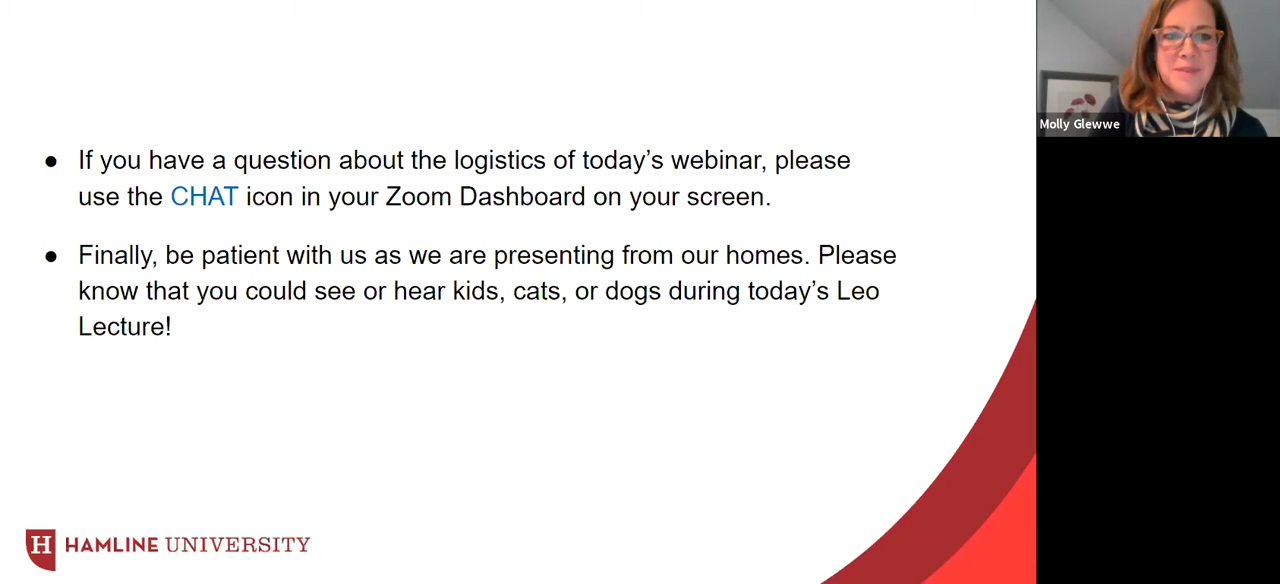 ● If you have a question about the logistics of today’s webinar, please
use the CHAT icon in your Zoom Dashboard on your screen.
● Finally, be patient with us as we are presenting from our homes. Please
know that you could see or hear kids, cats, or dogs during today’s Leo
Lecture!
H HAMLINE UNIVERSITY
Molly Glewwe